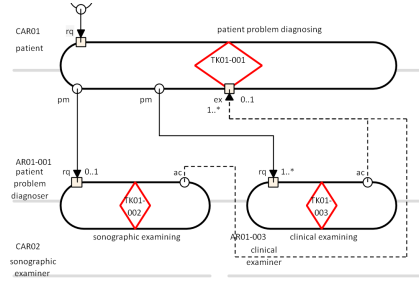 CAR01
rq
patient problem diagnosing
patient
TK01-001
pm
pm
ex
0..1
1..*
AR01-001
patient
problem
diagnoser
rq
0..1
ac
rq
1..*
ac
TK01-
002
TK01-
003
sonographic examining
AR01-003
clinical examining
CAR02
clinical
sonographic
examiner
examiner